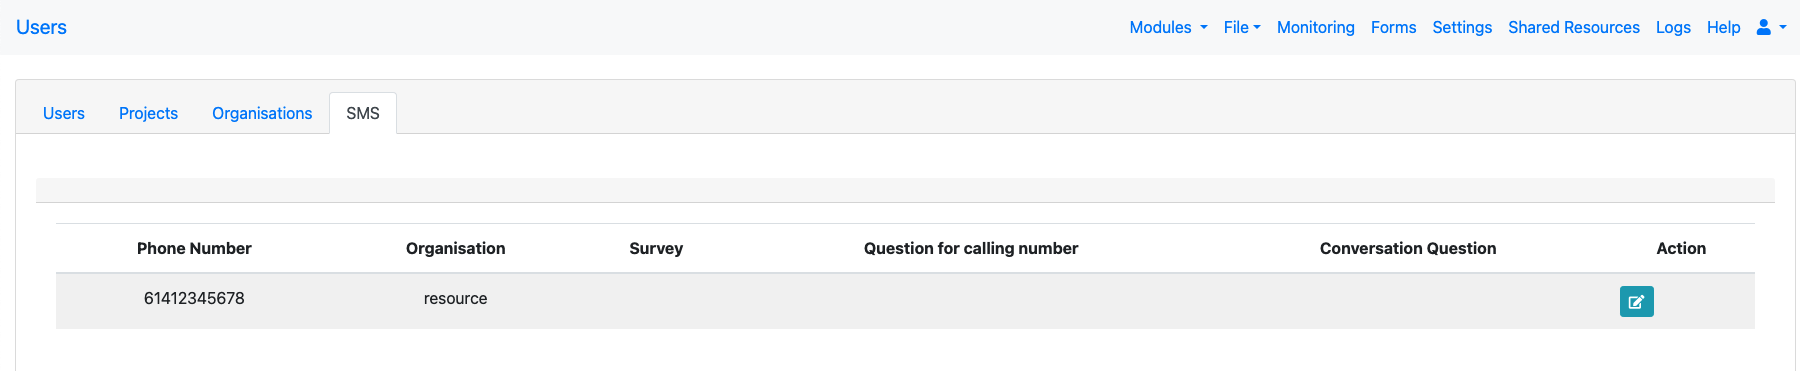 Users Modules File Monitoring Forms Settings Shared Resources Logs Help
Users Projects Organisations SMS
Phone Number Organisation Survey Question for calling number Conversation Question Action
61412345678 resource